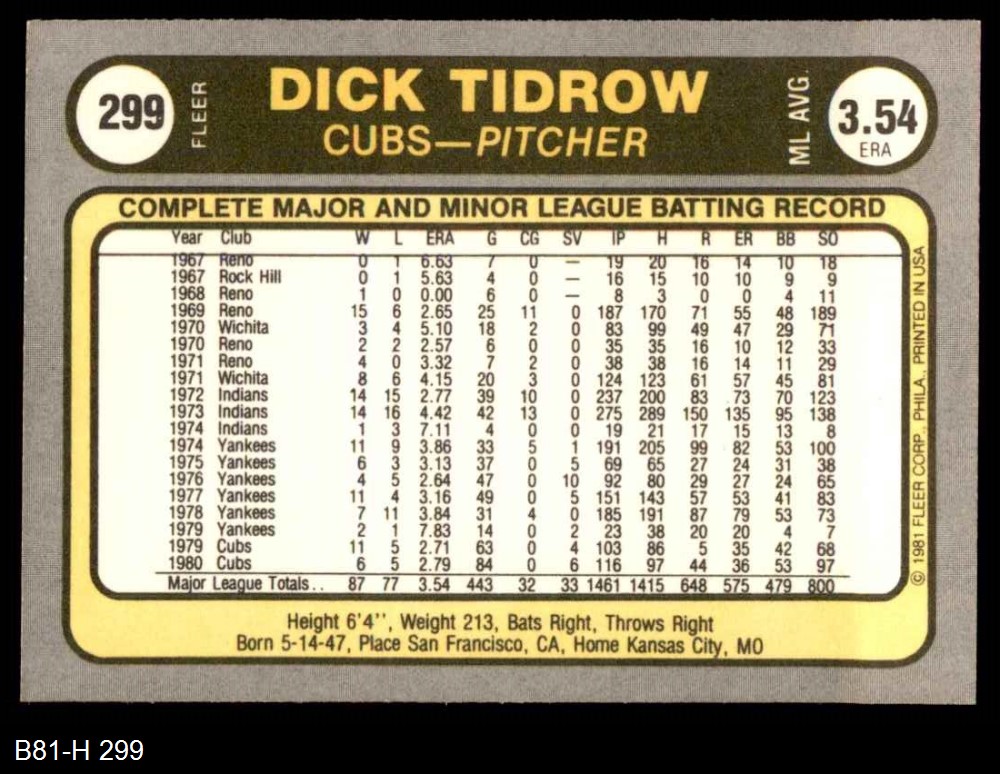 299 FLEER DICK TIDROW ML AVG 3.54
CUBS—PITCHER ERA
COMPLETE MAJOR AND MINOR LEAGUE BATTING RECORD
Year Club W L ERA G CG SV IP H R ER BB SO
1967 Reno 0 1 6.63 7 0 — 19 20 16 14 10 18
1967 Rock Hill 0 1 5.63 4 0 — 16 15 10 10 9 9
1968 Reno 1 0 0.00 6 0 — 8 3 0 0 4 11
1969 Reno 15 6 2.65 25 11 0 187 170 71 55 48 189
1970 Wichita 3 4 5.10 18 2 0 83 99 49 47 29 71
1970 Reno 2 2 2.57 6 0 0 35 35 16 10 12 33
1971 Reno 4 0 3.32 7 2 0 38 38 16 14 11 29
1971 Wichita 8 6 4.15 20 3 0 124 123 61 57 45 81
1972 Indians 14 15 2.77 39 10 0 237 200 83 73 70 123
1973 Indians 14 16 4.42 42 13 0 275 289 150 135 95 138
1974 Indians 1 3 7.11 4 0 0 19 21 17 15 13 8
1974 Yankees 11 9 3.86 33 5 1 191 205 99 82 53 100
1975 Yankees 6 3 3.13 37 0 5 69 65 27 24 31 38
1976 Yankees 4 5 2.64 47 0 10 92 80 29 27 24 65
1977 Yankees 11 4 3.16 49 0 5 151 143 57 53 41 83
1978 Yankees 7 11 3.84 31 4 0 185 191 87 79 53 73
1979 Yankees 2 1 7.83 14 0 2 23 38 20 20 4 7
1979 Cubs 11 5 2.71 63 0 4 103 86 5 35 42 68
1980 Cubs 6 5 2.79 84 0 6 116 97 44 36 53 97
Major League Totals.. 87 77 3.54 443 32 33 1461 1415 648 575 479 800
Height 6'4'', Weight 213, Bats Right, Throws Right
Born 5-14-47, Place San Francisco, CA, Home Kansas City, MO
© 1981 FLEER CORP., PHILA., PRINTED IN USA
B81-H 299